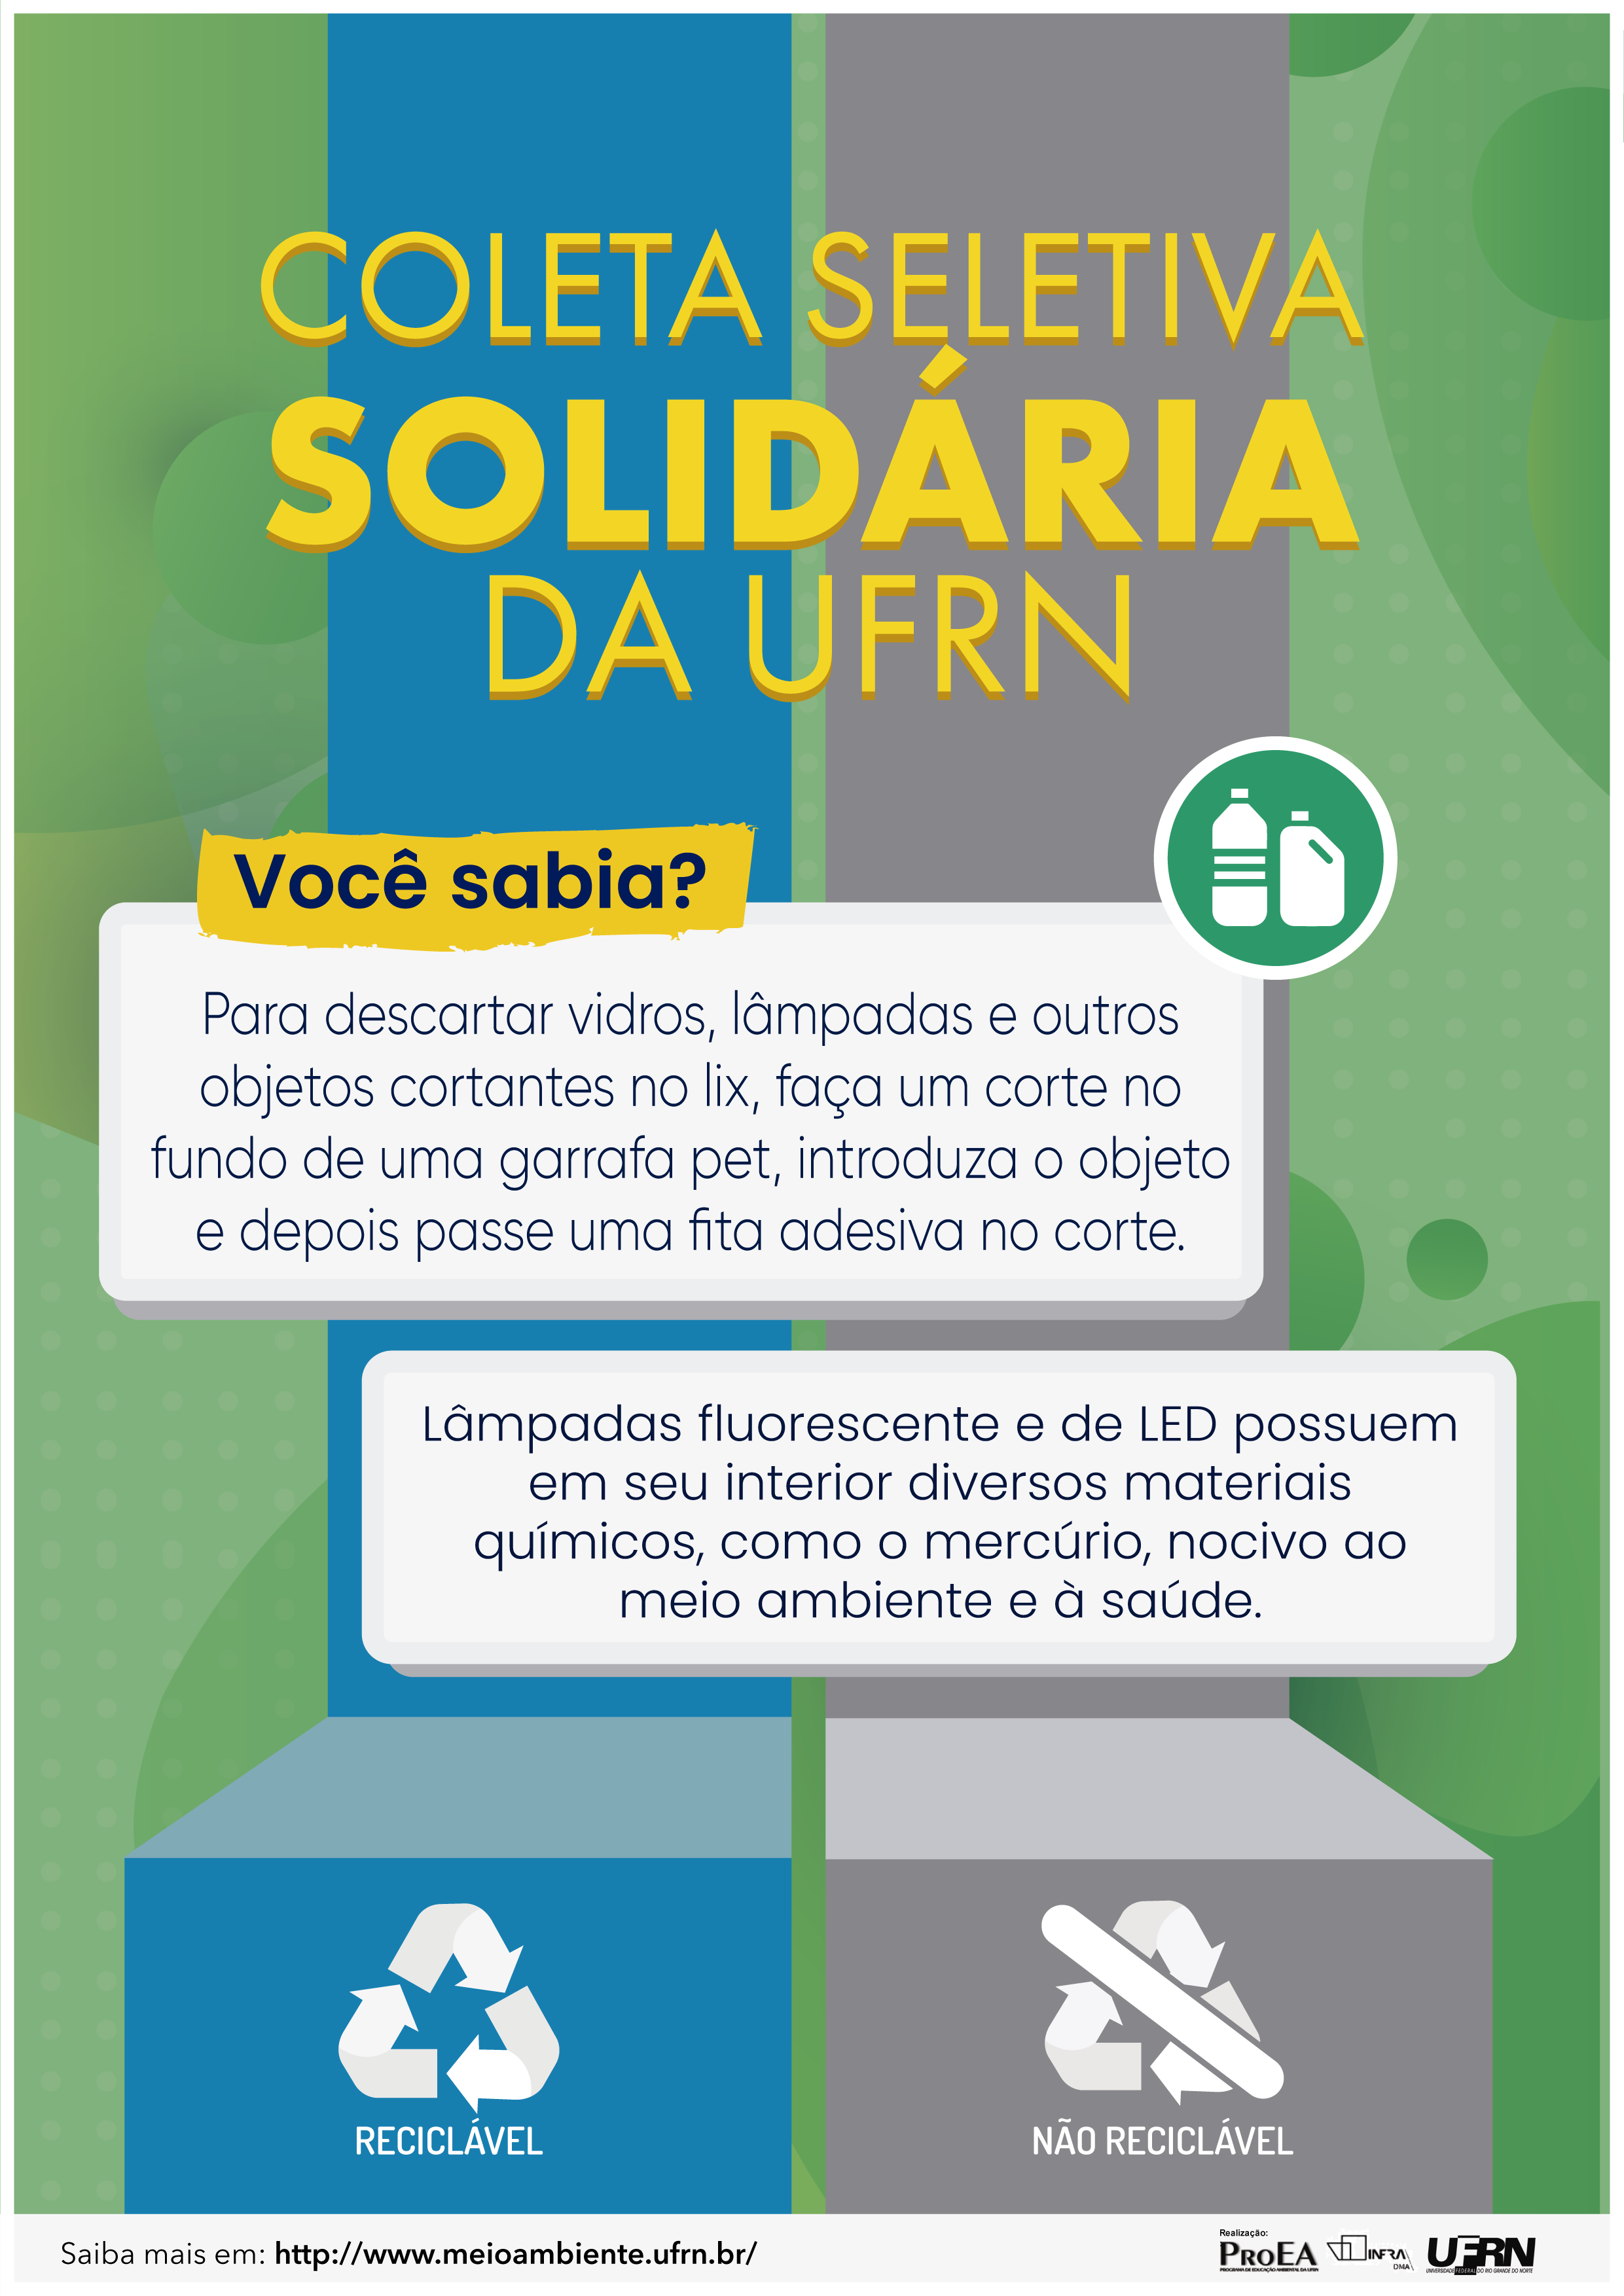 COLETA SELETIVA
SOLIDÁRIA
DA UFRN
Você sabia?
Para descartar vidros, lâmpadas e outros
objetos cortantes no lix, faça um corte no
fundo de uma garrafa pet, introduza o objeto
e depois passe uma fita adesiva no corte.
Lâmpadas fluorescente e de LED possuem
em seu interior diversos materiais
químicos, como o mercúrio, nocivo ao
meio ambiente e à saúde.
RECICLÁVEL
NÃO RECICLÁVEL
Saiba mais em: http://www.meioambiente.ufrn.br/
Realização:
PROEA
PROGRAMA DE EDUCAÇÃO AMBIENTAL DA UFRN
INFRA
DMA
UFRN
UNIVERSIDADE FEDERAL DO RIO GRANDE DO NORTE